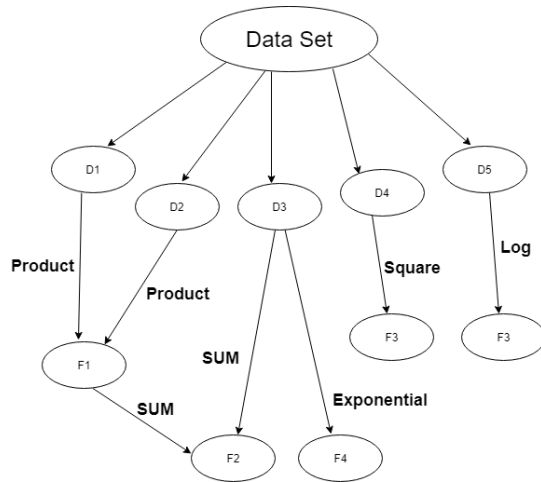 Data Set
D1
D2
D3
D4
D5
Product
Product
Square
Log
F1
SUM
F3
F3
SUM
Exponential
F2
F4